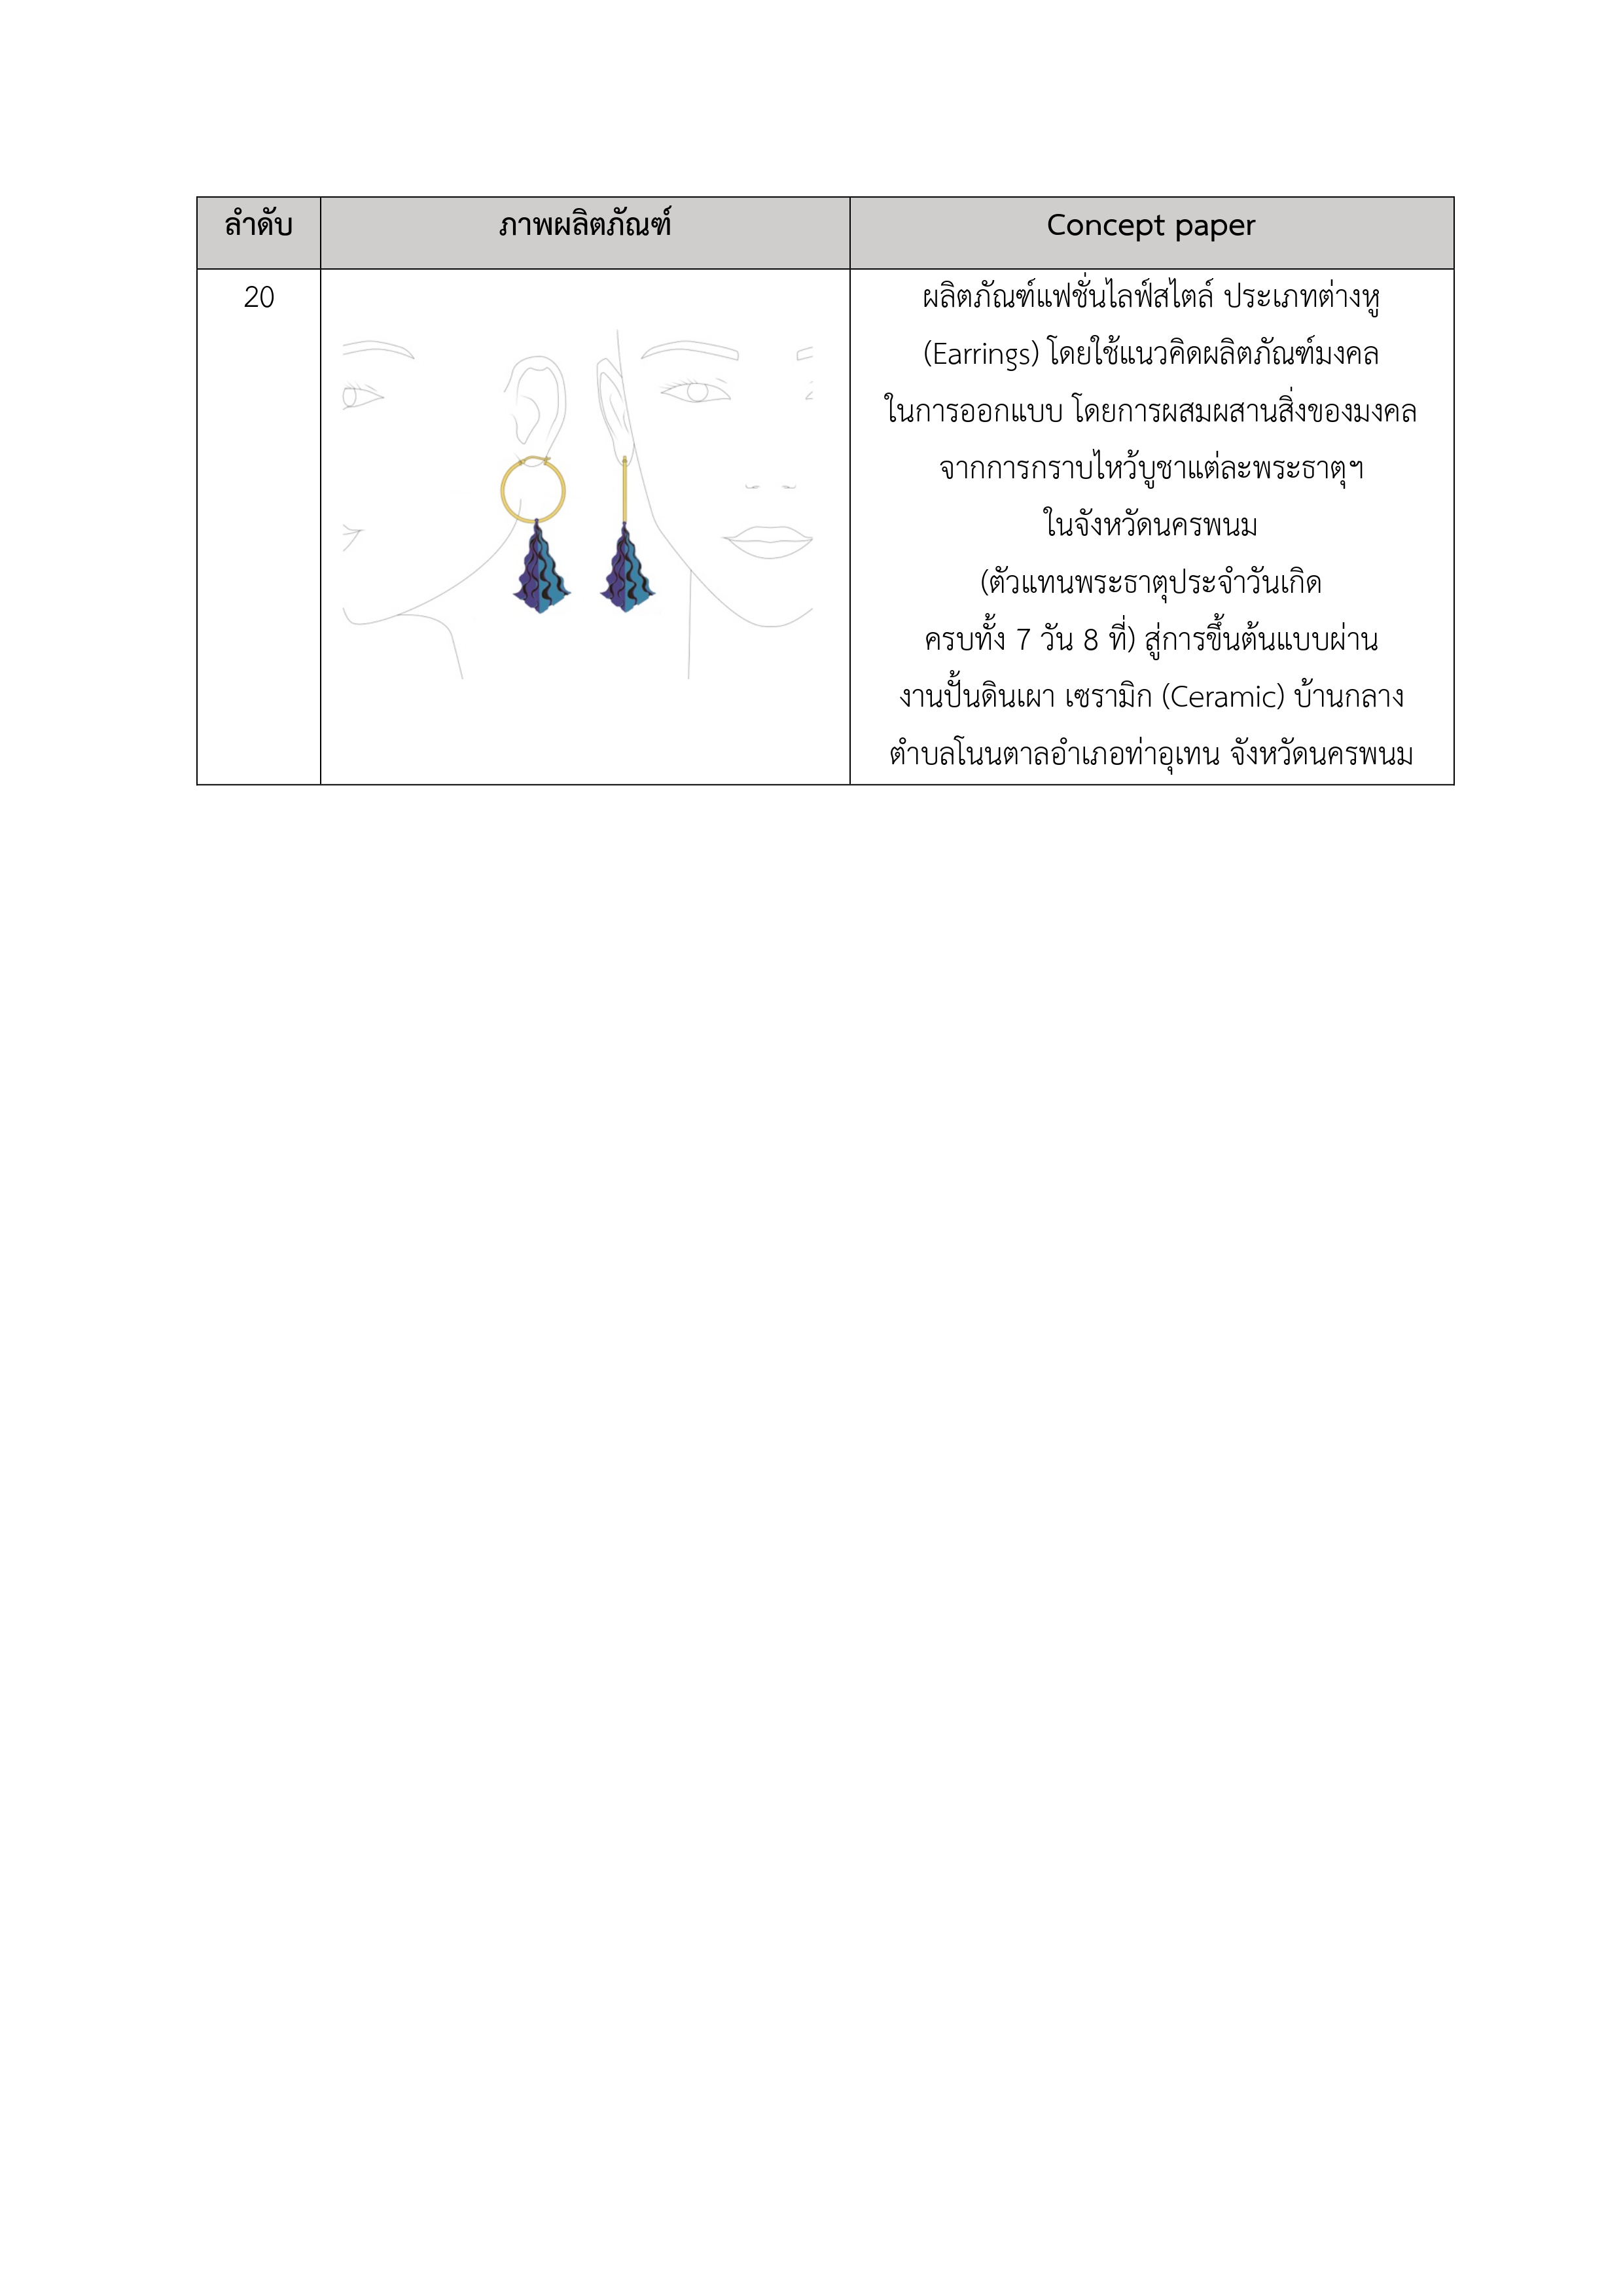 ลำดับ ภาพผลิตภัณฑ์ Concept paper
20
ผลิตภัณฑ์แฟชั่นไลฟ์สไตล์ ประเภทต่างหู
(Earrings) โดยใช้แนวคิดผลิตภัณฑ์มงคล
ในการออกแบบ โดยการผสมผสานสิ่งของมงคล
จากการกราบไหว้บูชาแต่ละพระธาตุฯ
ในจังหวัดนครพนม
(ตัวแทนพระธาตุประจำวันเกิด
ครบทั้ง 7 วัน 8 ที่) สู่การขึ้นต้นแบบผ่าน
งานปั้นดินเผา เซรามิก (Ceramic) บ้านกลาง
ตำบลโนนตาลอำเภอท่าอุเทน จังหวัดนครพนม